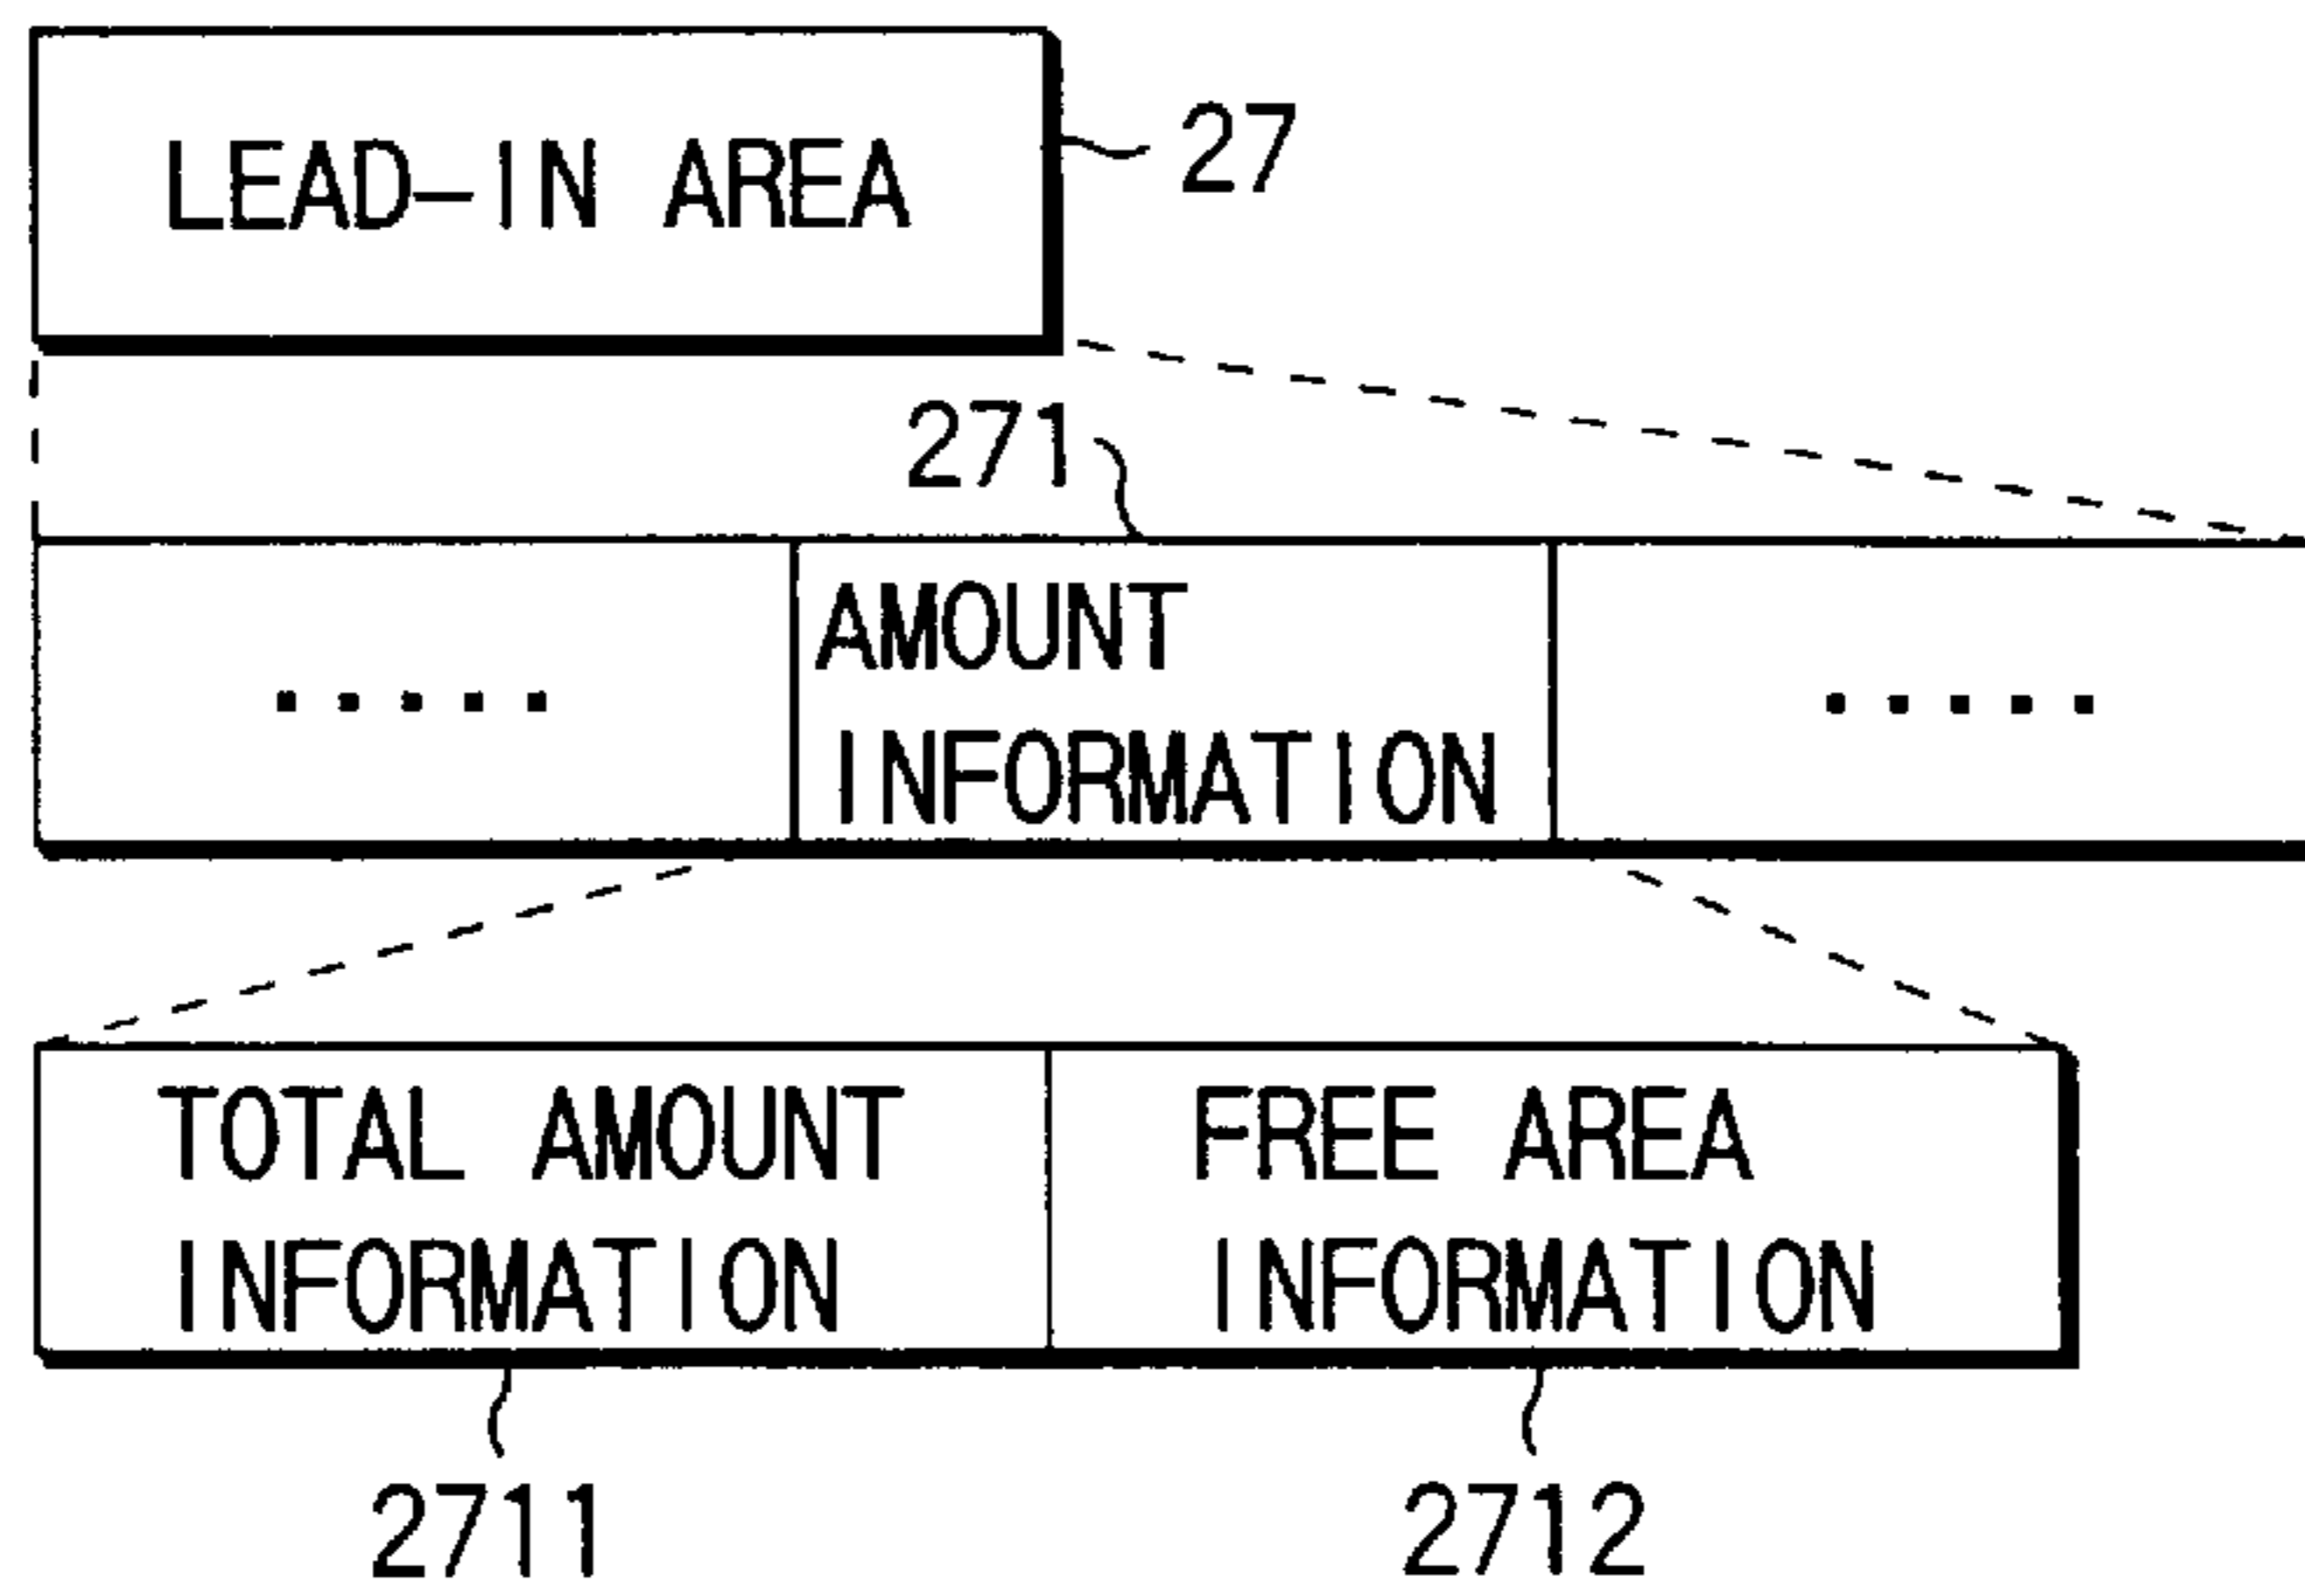 LEAD-IN AREA
27
271
AMOUNT
INFORMATION
..... .....
TOTAL AMOUNT
INFORMATION
FREE AREA
INFORMATION
2711
2712